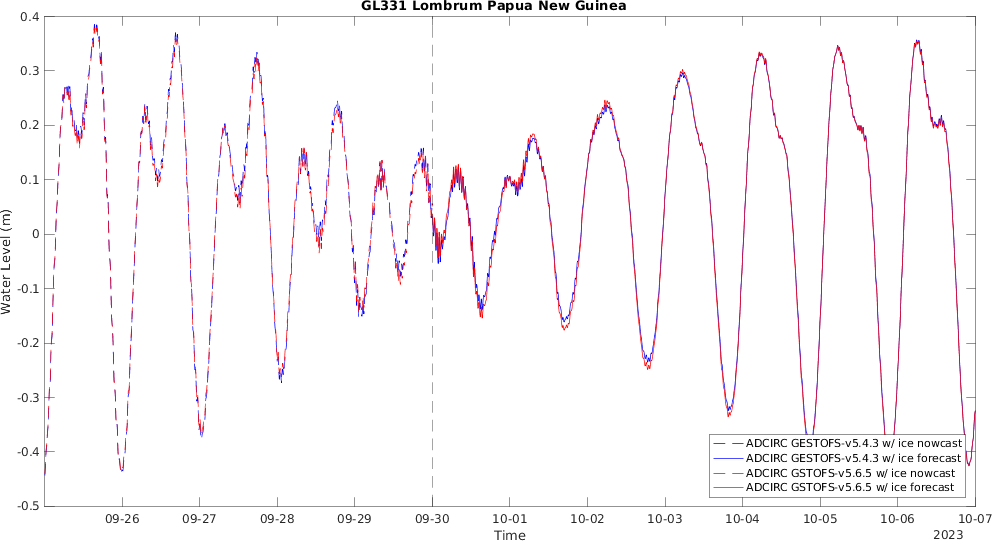 GL331 Lombrum Papua New Guinea
0.4
0.3
0.2
0.1
0
-0.1
-0.2
-0.3
-0.4
-0.5
Water Level (m)
ADCIRC GESTOFS-v5.4.3 w/ ice nowcast
ADCIRC GESTOFS-v5.4.3 w/ ice forecast
ADCIRC GSTOFS-v5.6.5 w/ ice nowcast
ADCIRC GSTOFS-v5.6.5 w/ ice forecast
09-26 09-27 09-28 09-29 09-30 10-01 10-02 10-03 10-04 10-05 10-06 10-07
Time
2023